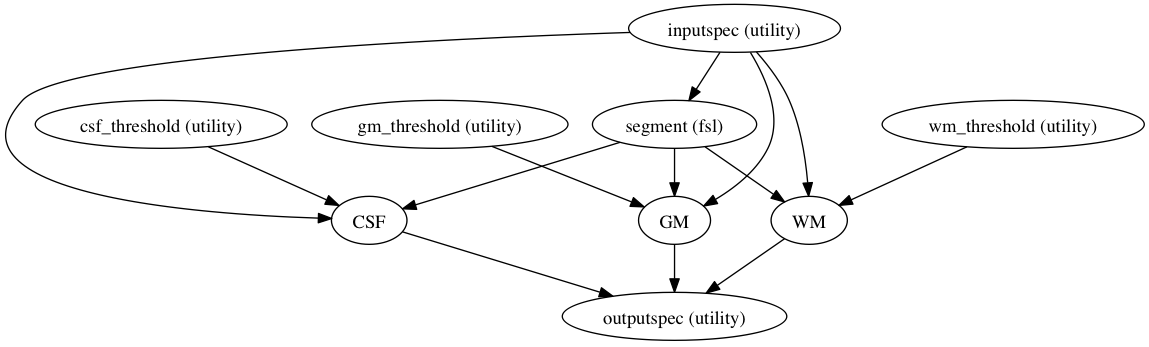 inputspec (utility)
csf_threshold (utility)
gm_threshold (utility)
segment (fsl)
wm_threshold (utility)
CSF
GM
WM
outputspec (utility)